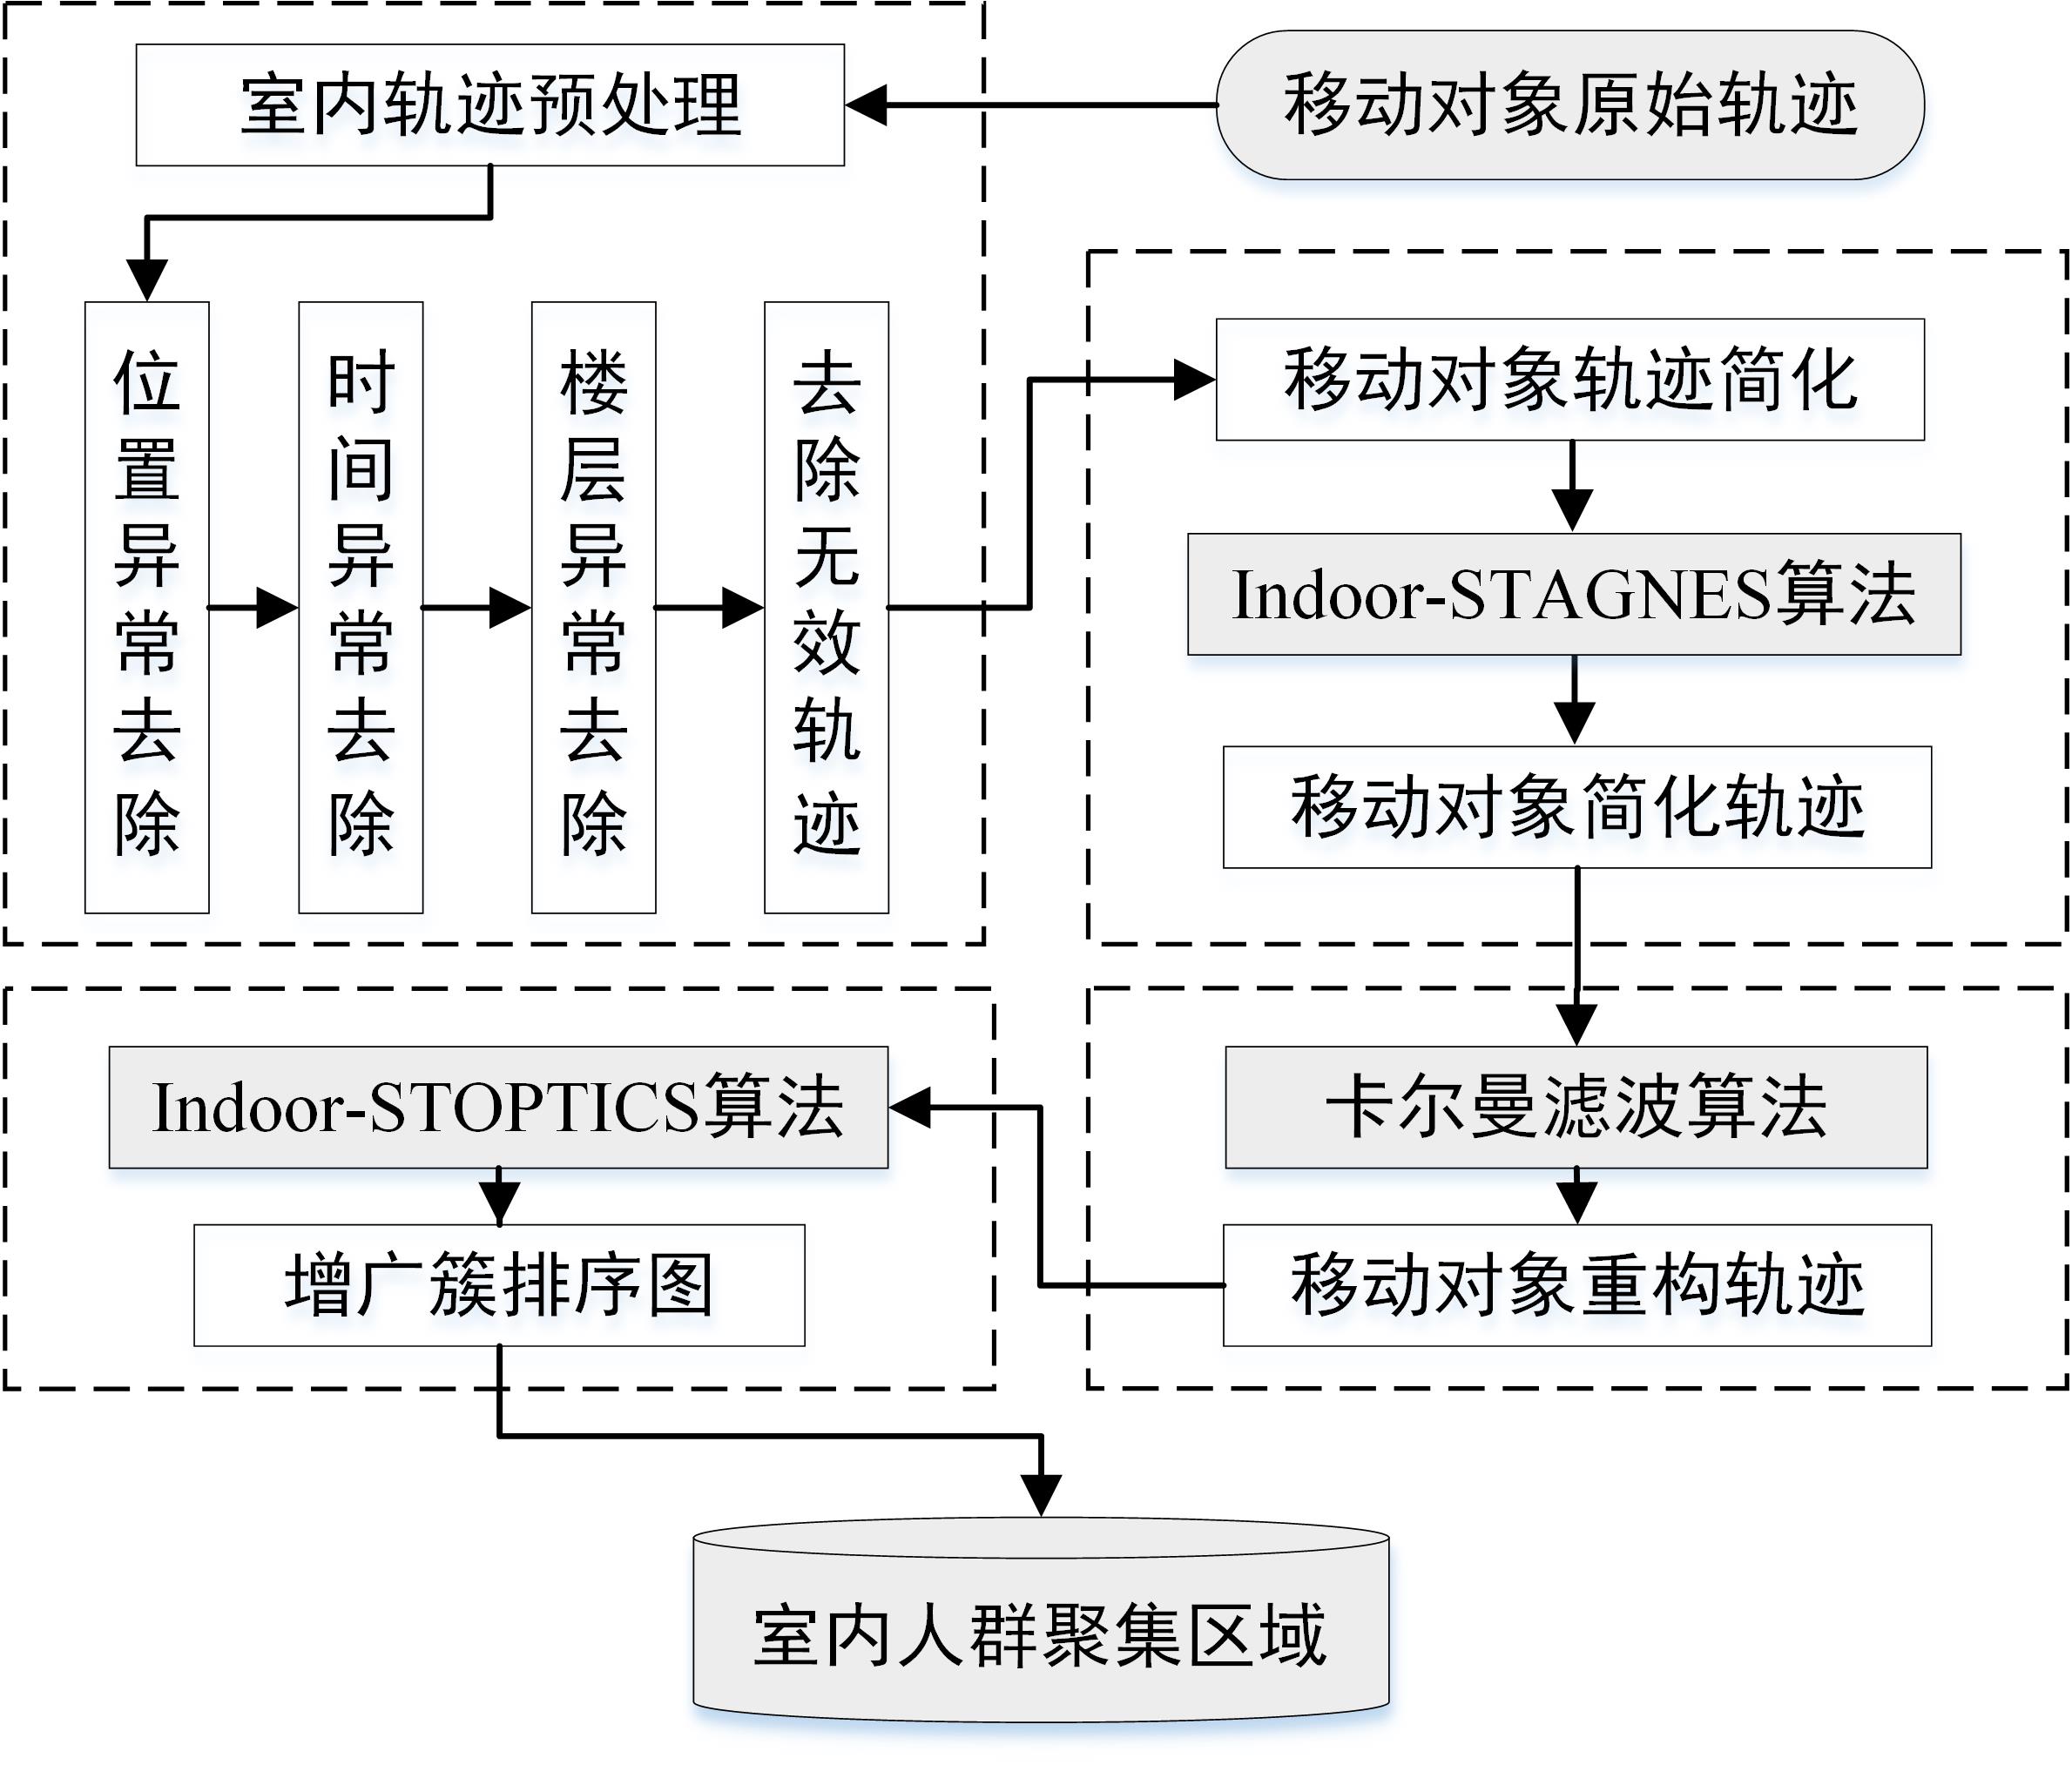 移动对象原始轨迹
室内轨迹预处理
位置异常去除
时间异常去除
楼层异常去除
去除无效轨迹
移动对象轨迹简化
Indoor-STAGNES算法
移动对象简化轨迹
卡尔曼滤波算法
移动对象重构轨迹
Indoor-STOPTICS算法
增广簇排序图
室内人群聚集区域